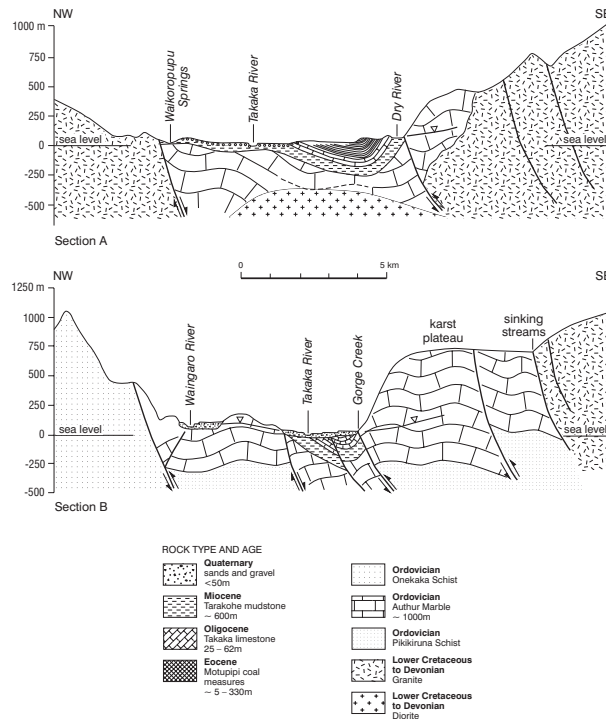 NW
SE
1000 m
750
500
250
0
-250
-500
sea level
sea level
Waikoropupu
Springs
Takaka River
Dry River
Section A
0
5 km
NW
SE
1250 m
1000
750
500
250
0
-250
-500
sea level
sea level
Waingaro River
Takaka River
Gorge Creek
karst
plateau
sinking
streams
Section B
ROCK TYPE AND AGE
Quaternary
sands and gravel
<50m
Miocene
Tarakohe mudstone
~ 600m
Oligocene
Takaka limestone
25 – 62m
Eocene
Motupipi coal
measures
~ 5 – 330m
Ordovician
Onekaka Schist
Ordovician
Authur Marble
~ 1000m
Ordovician
Pikikiruna Schist
Lower Cretaceous
to Devonian
Granite
Lower Cretaceous
to Devonian
Diorite